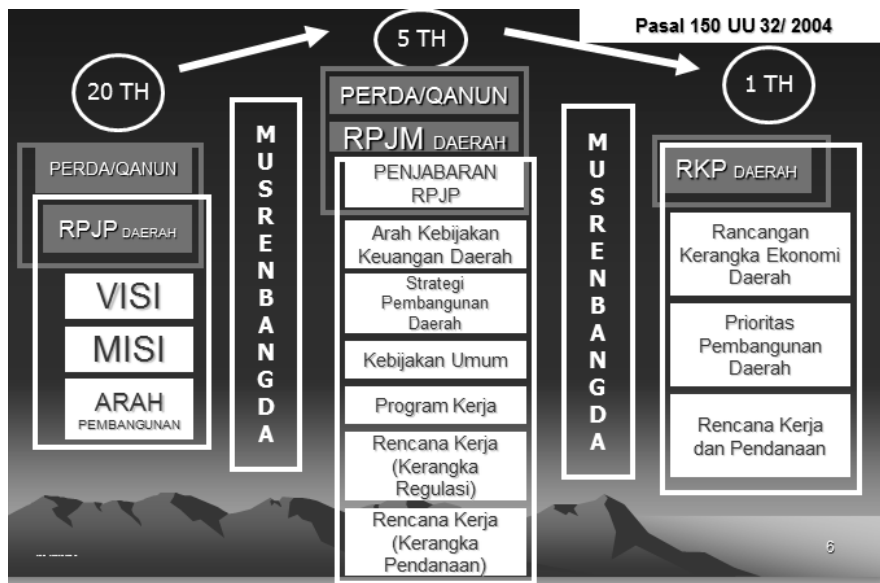 Pasal 150 UU 32/ 2004
20 TH
PERDA/QANUN
RPJP DAERAH
VISI
MISI
ARAH
PEMBANGUNAN
MUSRENBANGDA
5 TH
PERDA/QANUN
RPJM DAERAH
PENJABARAN
RPJP
Arah Kebijakan
Keuangan Daerah
Strategi
Pembangunan
Daerah
Kebijakan Umum
Program Kerja
Rencana Kerja
(Kerangka
Regulasi)
Rencana Kerja
(Kerangka
Pendanaan)
MUSRENBANGDA
1 TH
RKP DAERAH
Rancangan
Kerangka Ekonomi
Daerah
Prioritas
Pembangunan
Daerah
Rencana Kerja
dan Pendanaan
6